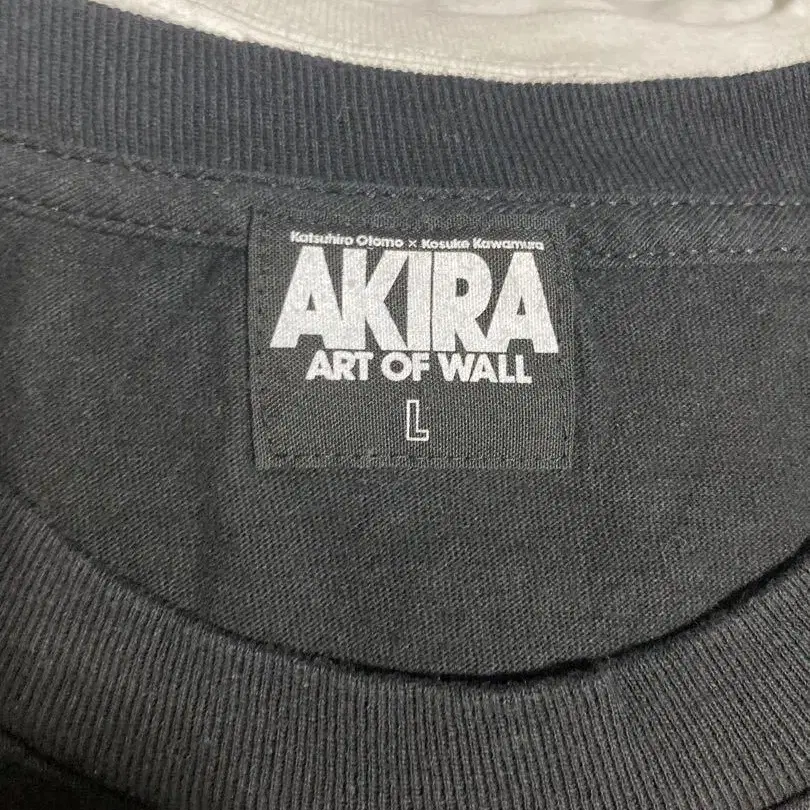 Katsuhiro Otomo × Kosuke Kawamura
AKIRA
ART OF WALL
L